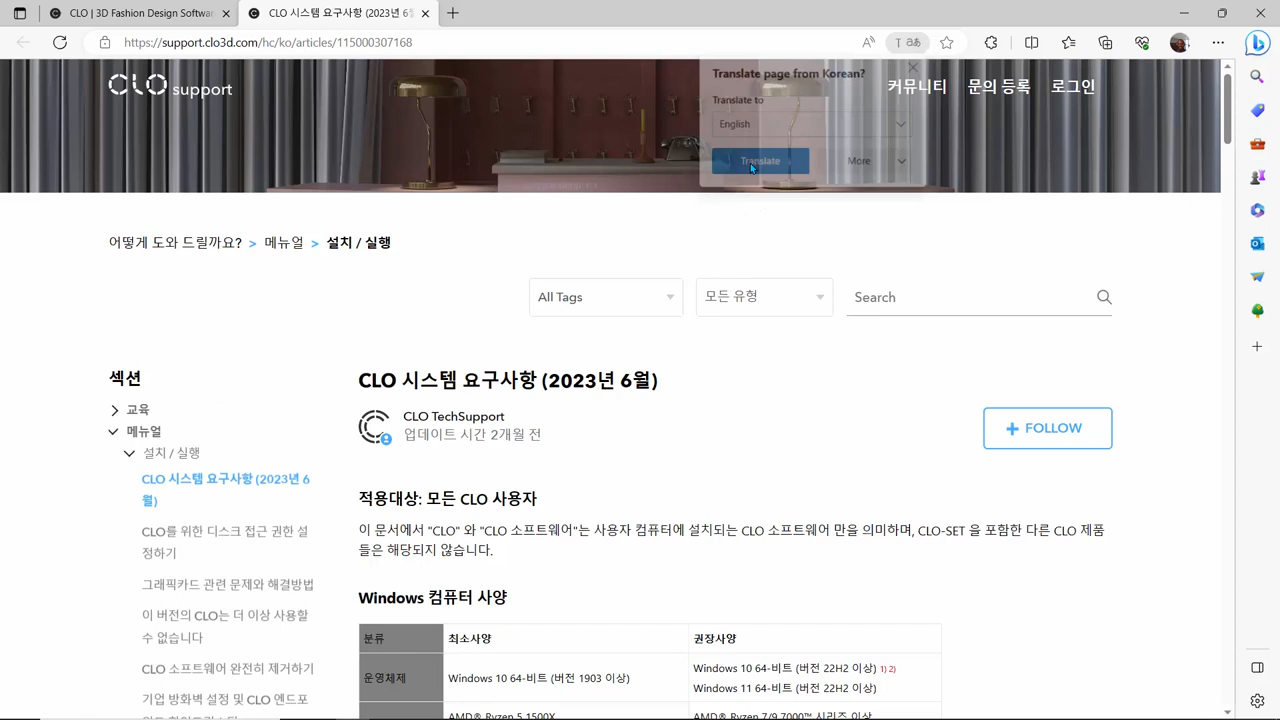 CLO | 3D Fashion Design Softwar
CLO 시스템 요구사항 (2023년 6
https://support.clo3d.com/hc/ko/articles/115000307168
CLO support
커뮤니티
문의 등록
로그인
Translate page from Korean?
Translate to
English
Translate
More
어떻게 도와 드릴까요? > 메뉴얼 > 설치 / 실행
All Tags
모든 유형
Search
섹션
교육
메뉴얼
설치 / 실행
CLO 시스템 요구사항 (2023년 6
월)
CLO를 위한 디스크 접근 권한 설
정하기
그래픽카드 관련 문제와 해결방법
이 버전의 CLO는 더 이상 사용할
수 없습니다
CLO 소프트웨어 완전히 제거하기
기업 방화벽 설정 및 CLO 엔드포
CLO 시스템 요구사항 (2023년 6월)
CLO TechSupport
업데이트 시간 2개월 전
+ FOLLOW
적용대상: 모든 CLO 사용자
이 문서에서 "CLO" 와 "CLO 소프트웨어"는 사용자 컴퓨터에 설치되는 CLO 소프트웨어 만을 의미하며, CLO-SET 을 포함한 다른 CLO 제품
들은 해당되지 않습니다.
Windows 컴퓨터 사양
분류
최소사양
권장사양
운영체제
Windows 10 64-비트 (버전 1903 이상)
Windows 10 64-비트 (버전 22H2 이상) 1) 2)
Windows 11 64-비트 (버전 22H2 이상)
AMD® Ryzen 5 1500X
AMD® Ryzen 7/9 7000™ 시리즈 이상